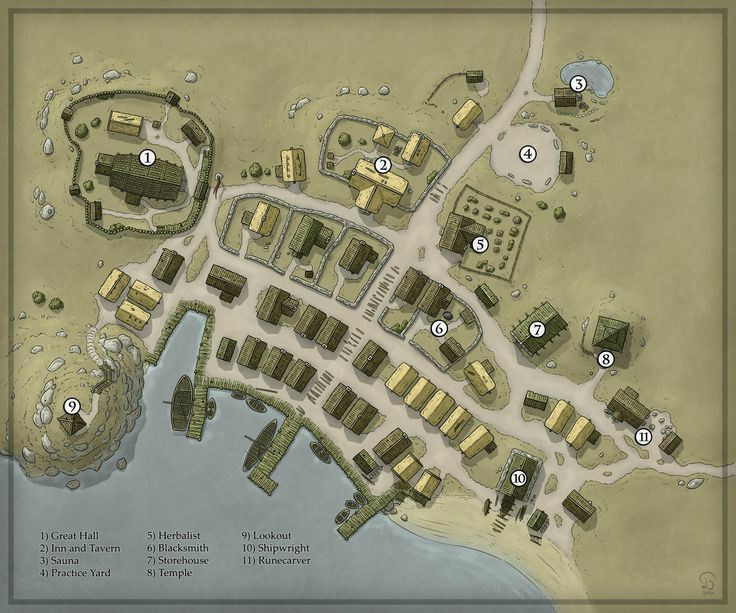 1
2
3
4
5
6
7
8
9
10
11
1) Great Hall
2) Inn and Tavern
3) Sauna
4) Practice Yard
5) Herbalist
6) Blacksmith
7) Storehouse
8) Temple
9) Lookout
10) Shipwright
11) Runecarver